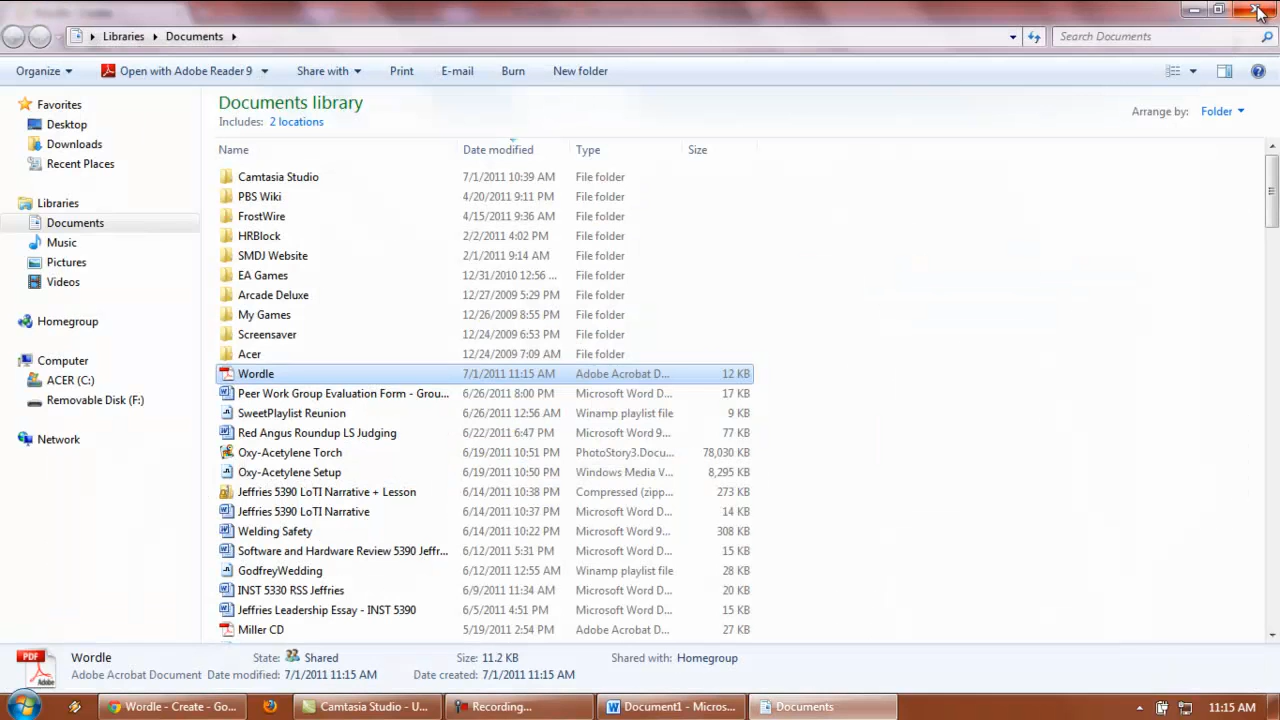 Libraries Documents
Search Documents
Organize Open with Adobe Reader 9 Share with Print E-mail Burn New folder
Favorites
Desktop
Downloads
Recent Places
Libraries
Documents
Music
Pictures
Videos
Homegroup
Computer
ACER (C:)
Removable Disk (F:)
Network
Documents library
Includes: 2 locations
Arrange by: Folder
Name Date modified Type Size
Camtasia Studio 7/1/2011 10:39 AM File folder
PBS Wiki 4/20/2011 9:11 PM File folder
FrostWire 4/15/2011 9:36 AM File folder
HRBlock 2/2/2011 4:02 PM File folder
SMDJ Website 2/1/2011 9:14 AM File folder
EA Games 12/31/2010 12:56 ... File folder
Arcade Deluxe 12/27/2009 5:29 PM File folder
My Games 12/26/2009 8:55 PM File folder
Screensaver 12/24/2009 6:53 PM File folder
Acer 12/24/2009 7:09 AM File folder
Wordle 7/1/2011 11:15 AM Adobe Acrobat D... 12 KB
Peer Work Group Evaluation Form - Grou... 6/26/2011 8:00 PM Microsoft Word D... 17 KB
SweetPlaylist Reunion 6/26/2011 12:56 AM Winamp playlist file 9 KB
Red Angus Roundup LS Judging 6/22/2011 6:47 PM Microsoft Word 9... 77 KB
Oxy-Acetylene Torch 6/19/2011 10:51 PM PhotoStory3.Docu... 78,030 KB
Oxy-Acetylene Setup 6/19/2011 10:50 PM Windows Media V... 8,295 KB
Jeffries 5390 LoTI Narrative + Lesson 6/14/2011 10:38 PM Compressed (zipp... 273 KB
Jeffries 5390 LoTI Narrative 6/14/2011 10:37 PM Microsoft Word D... 14 KB
Welding Safety 6/14/2011 10:22 PM Microsoft Word 9... 308 KB
Software and Hardware Review 5390 Jeffr... 6/12/2011 5:31 PM Microsoft Word D... 15 KB
GodfreyWedding 6/12/2011 12:55 AM Winamp playlist file 28 KB
INST 5330 RSS Jeffries 6/9/2011 11:34 AM Microsoft Word D... 20 KB
Jeffries Leadership Essay - INST 5390 6/5/2011 4:51 PM Microsoft Word D... 15 KB
Miller CD 5/19/2011 2:54 PM Adobe Acrobat D... 27 KB
PDF
Adobe
Wordle State: Shared Size: 11.2 KB Shared with: Homegroup
Adobe Acrobat Document Date modified: 7/1/2011 11:15 AM Date created: 7/1/2011 11:15 AM
Wordle - Create - Go... Camtasia Studio - U... Recording... Document1 - Micros... Documents 11:15 AM